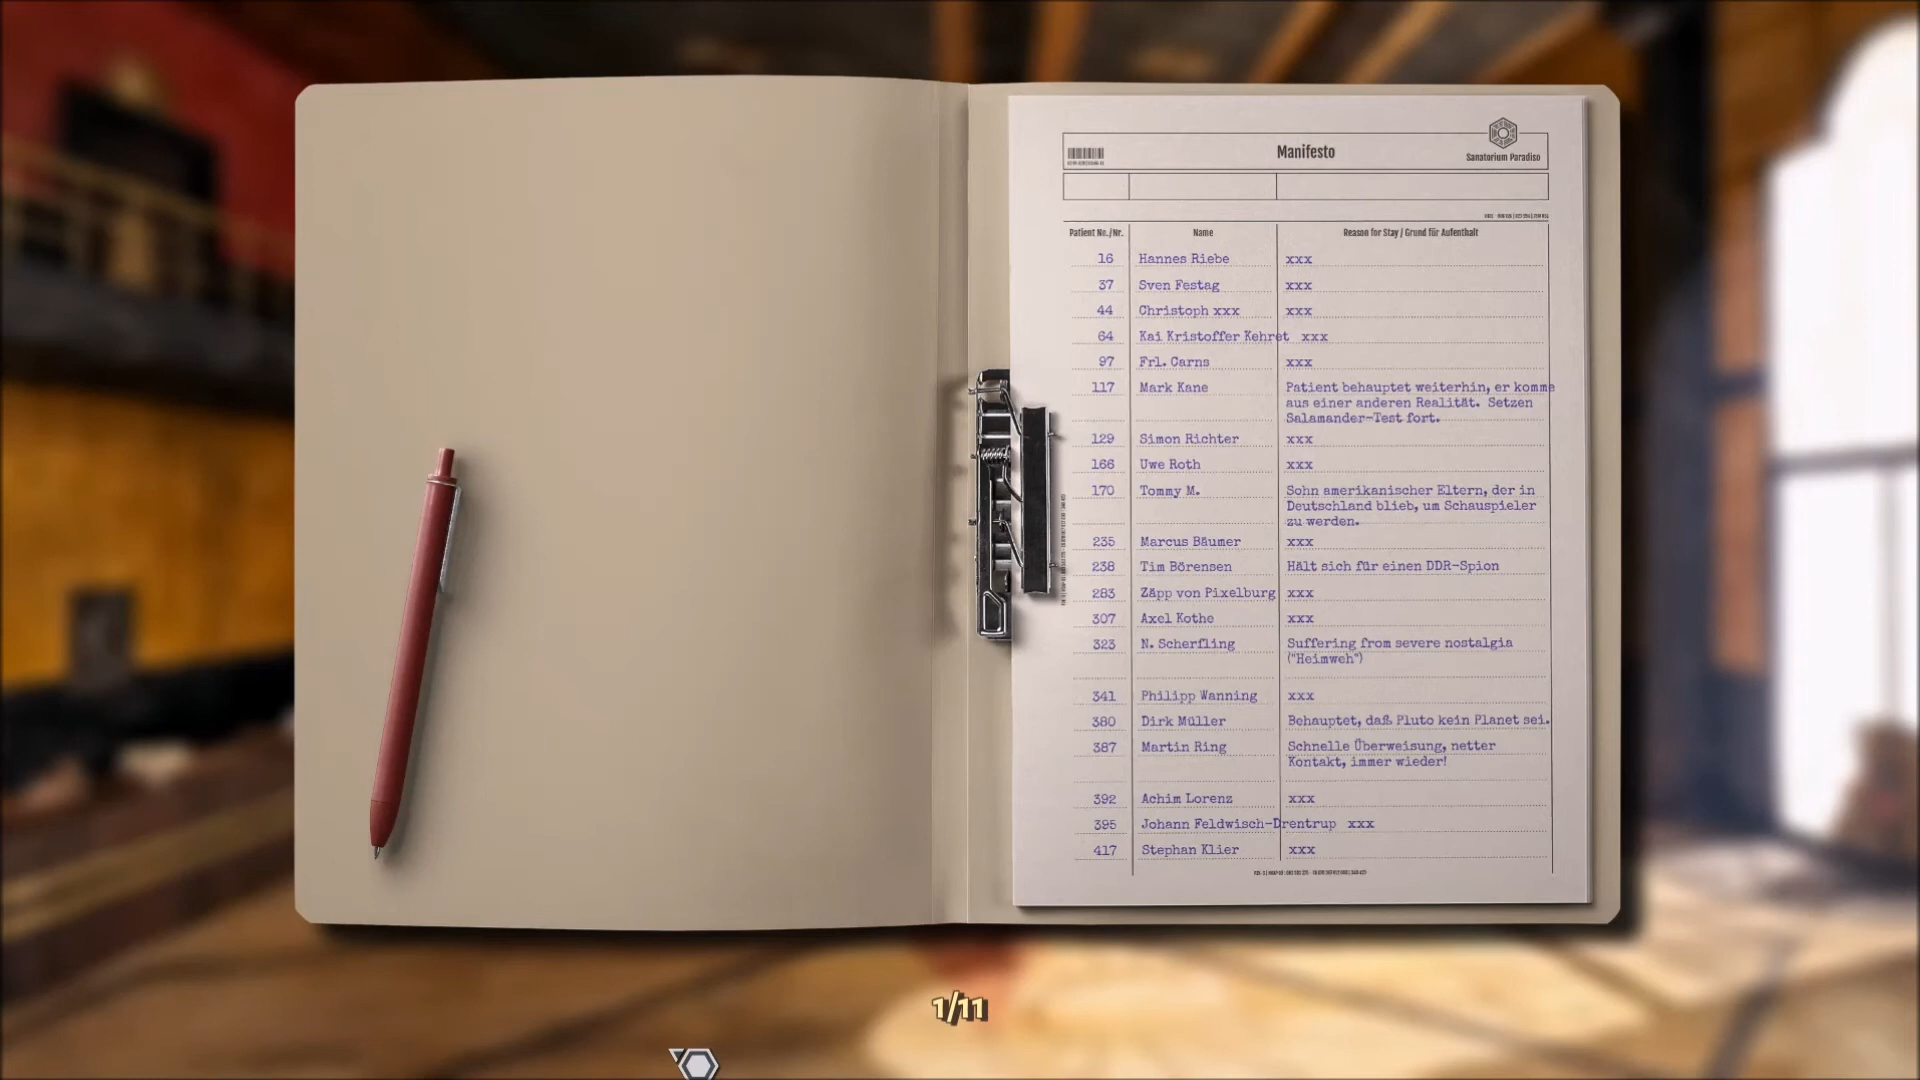 Manifesto
Sanatorium Paradiso
Patient No./Nr. Name Reason for Stay / Grund für Aufenthalt
16 Hannes Riebe xxx
37 Sven Festag xxx
44 Christoph xxx xxx
64 Kai Kristoffer Kehret xxx
97 Frl. Garns xxx
117 Mark Kane Patient behauptet weiterhin, er komme
aus einer anderen Realität. Setzen
Salamander-Test fort.
129 Simon Richter xxx
166 Uwe Roth xxx
170 Tommy M. Sohn amerikanischer Eltern, der in
Deutschland blieb, um Schauspieler
zu werden.
235 Marcus Bäumer xxx
238 Tim Börensen Hält sich für einen DDR-Spion
283 Zäpp von Pixelburg xxx
307 Axel Kothe xxx
323 N. Scherfling Suffering from severe nostalgia
("Heimweh")
341 Philipp Wanning xxx
380 Dirk Müller Behauptet, daß Pluto kein Planet sei.
387 Martin Ring Schnelle Überweisung, netter
Kontakt, immer wieder!
392 Achim Lorenz xxx
395 Johann Feldwisch-Drentrup xxx
417 Stephan Klier xxx
1/11